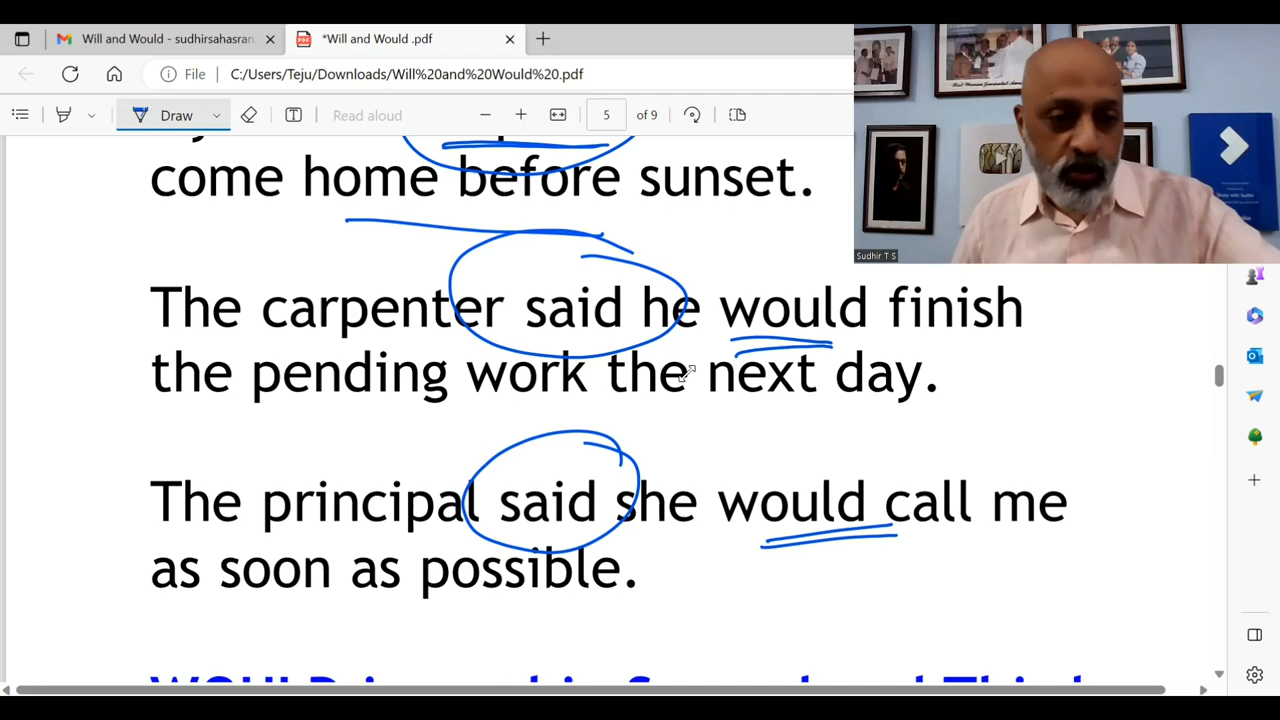 Will and Would - sudhirsahasran
*Will and Would .pdf
File
C:/Users/Teju/Downloads/Will%20and%20Would%20.pdf
Draw
Read aloud
5
of 9
come home before sunset.
The carpenter said he would finish
the pending work the next day.
The principal said she would call me
as soon as possible.
Sudhir T S